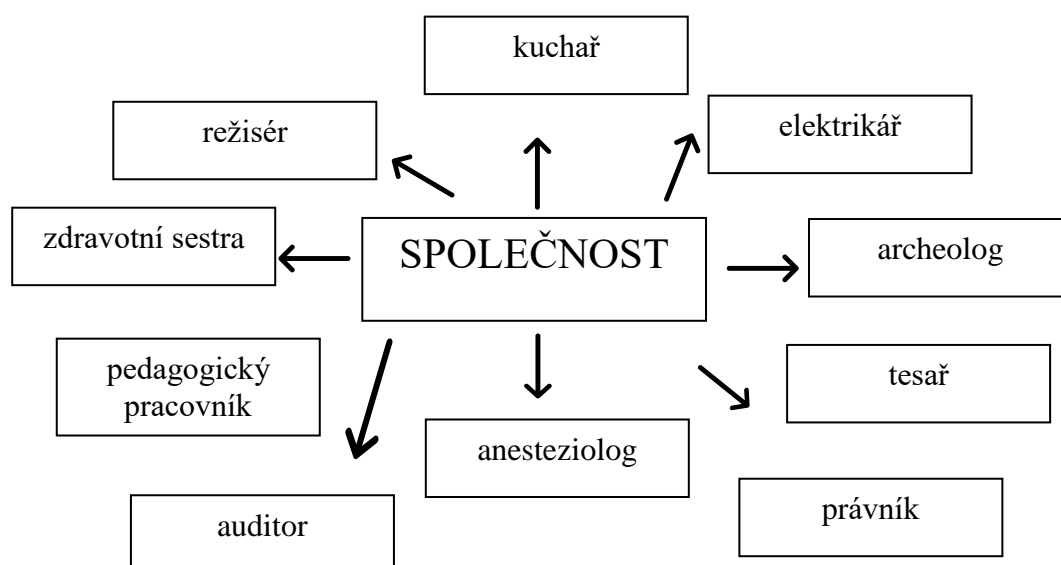 kuchař
režisér
elektrikář
zdravotní sestra
SPOLEČNOST
archeolog
pedagogický
pracovník
tesař
anesteziolog
auditor
právník